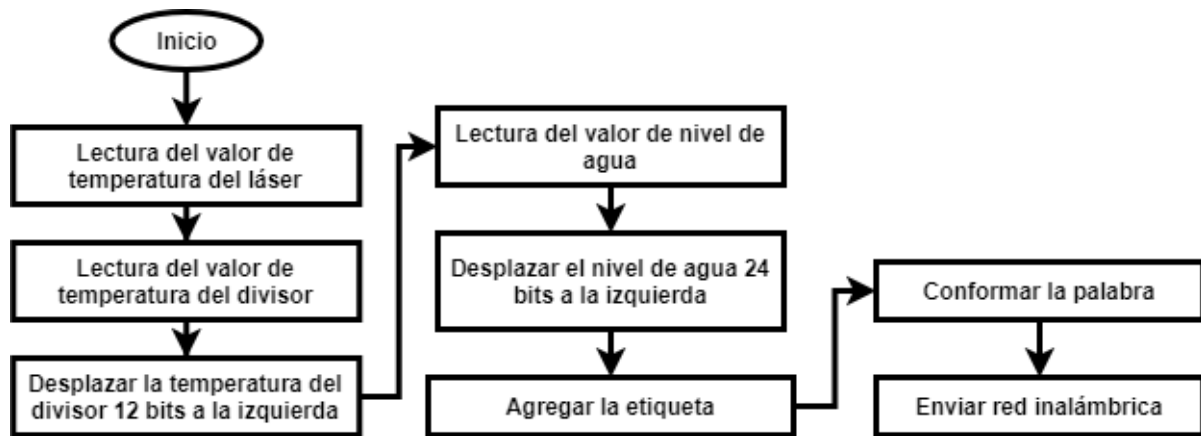 Inicio
Lectura del valor de
temperatura del láser
Lectura del valor de
temperatura del divisor
Desplazar la temperatura del
divisor 12 bits a la izquierda
Lectura del valor de nivel de
agua
Desplazar el nivel de agua 24
bits a la izquierda
Agregar la etiqueta
Conformar la palabra
Enviar red inalámbrica